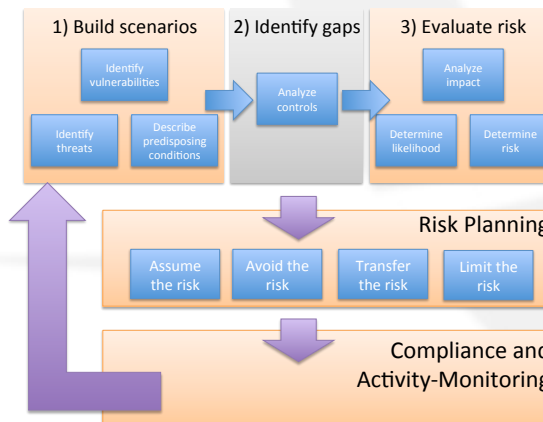 1) Build scenarios
Identify
vulnerabilities
Identify
threats
Describe
predisposing
conditions
2) Identify gaps
Analyze
controls
3) Evaluate risk
Analyze
impact
Determine
likelihood
Determine
risk
Risk Planning
Assume
the risk
Avoid the
risk
Transfer
the risk
Limit the
risk
Compliance and
Activity-Monitoring